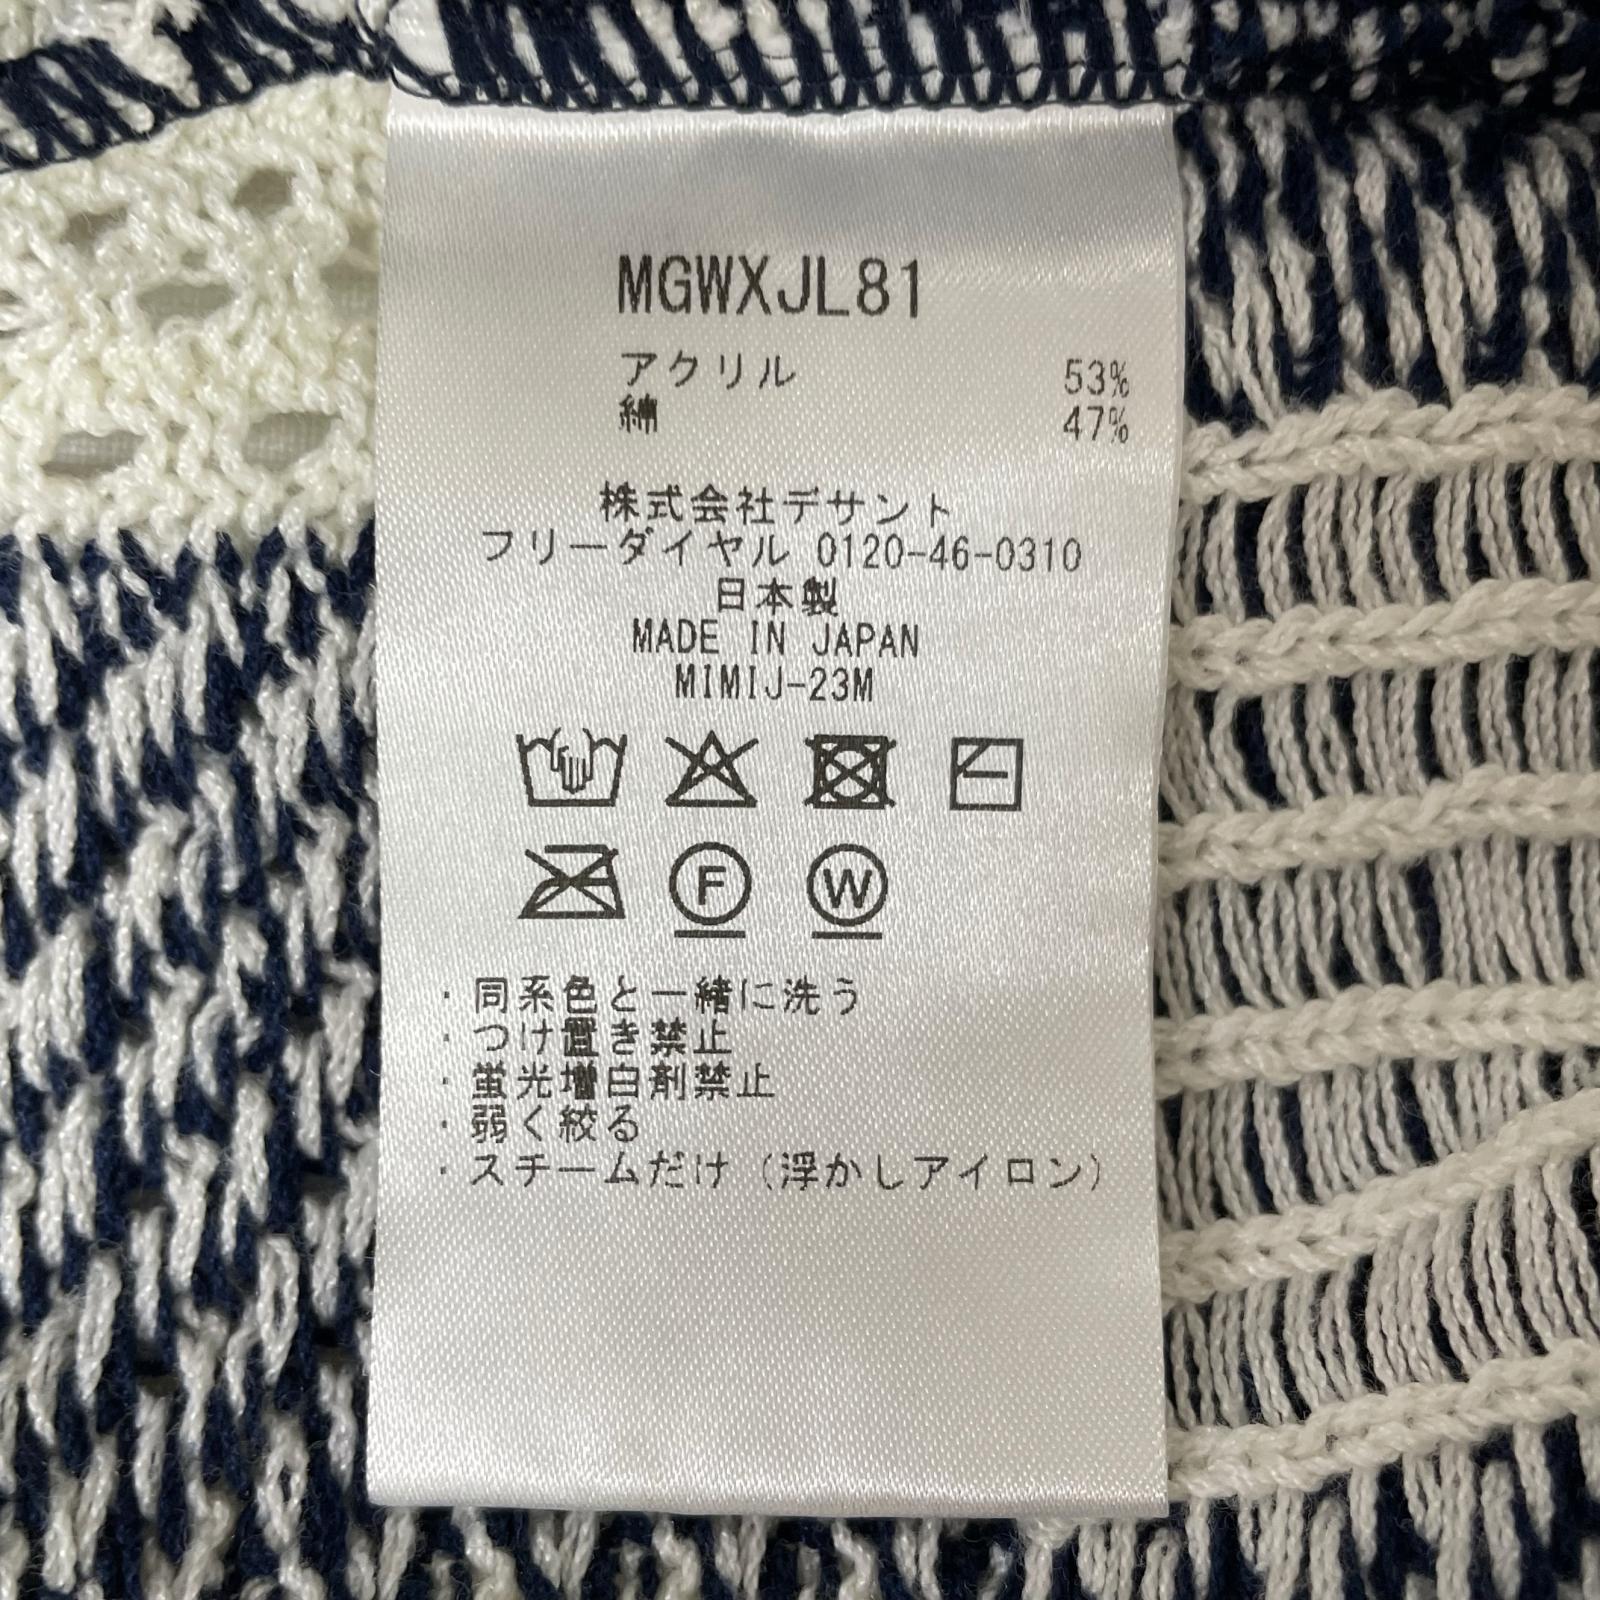 MGWXJL81
アクリル 53%
綿 47%
株式会社デサント
フリーダイヤル 0120-46-0310
日本製
MADE IN JAPAN
MIMIJ-23M
F W
・同系色と一緒に洗う
・つけ置き禁止
・蛍光増白剤禁止
・弱く絞る
・スチームだけ（浮かしアイロン）